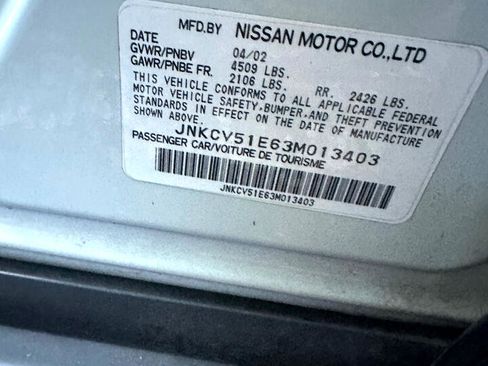 MFD.BY NISSAN MOTOR CO.,LTD
DATE 04/02
GVWR/PNBV 4509 LBS.
GAWR/PNBE FR. 2106 LBS. RR. 2426 LBS.
THIS VEHICLE CONFORMS TO ALL APPLICABLE FEDERAL
MOTOR VEHICLE SAFETY,BUMPER,AND THEFT PREVENTION
STANDARDS IN EFFECT ON THE DATE OF MANUFACTURE
SHOWN ABOVE.
JNKCV51E63M013403
PASSENGER CAR/VOITURE DE TOURISME
JNKCV51E63M013403